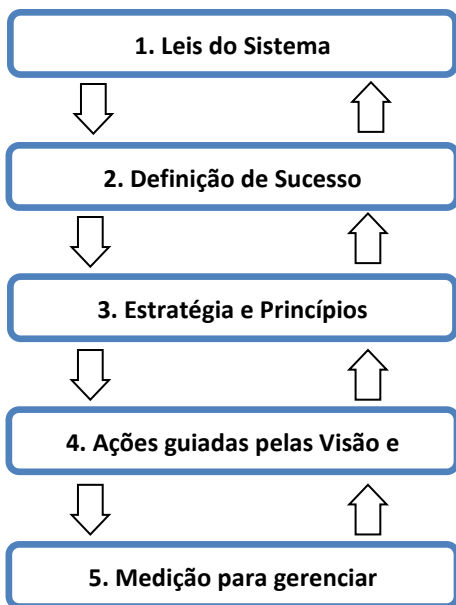 1. Leis do Sistema
2. Definição de Sucesso
3. Estratégia e Princípios
4. Ações guiadas pelas Visão e
5. Medição para gerenciar